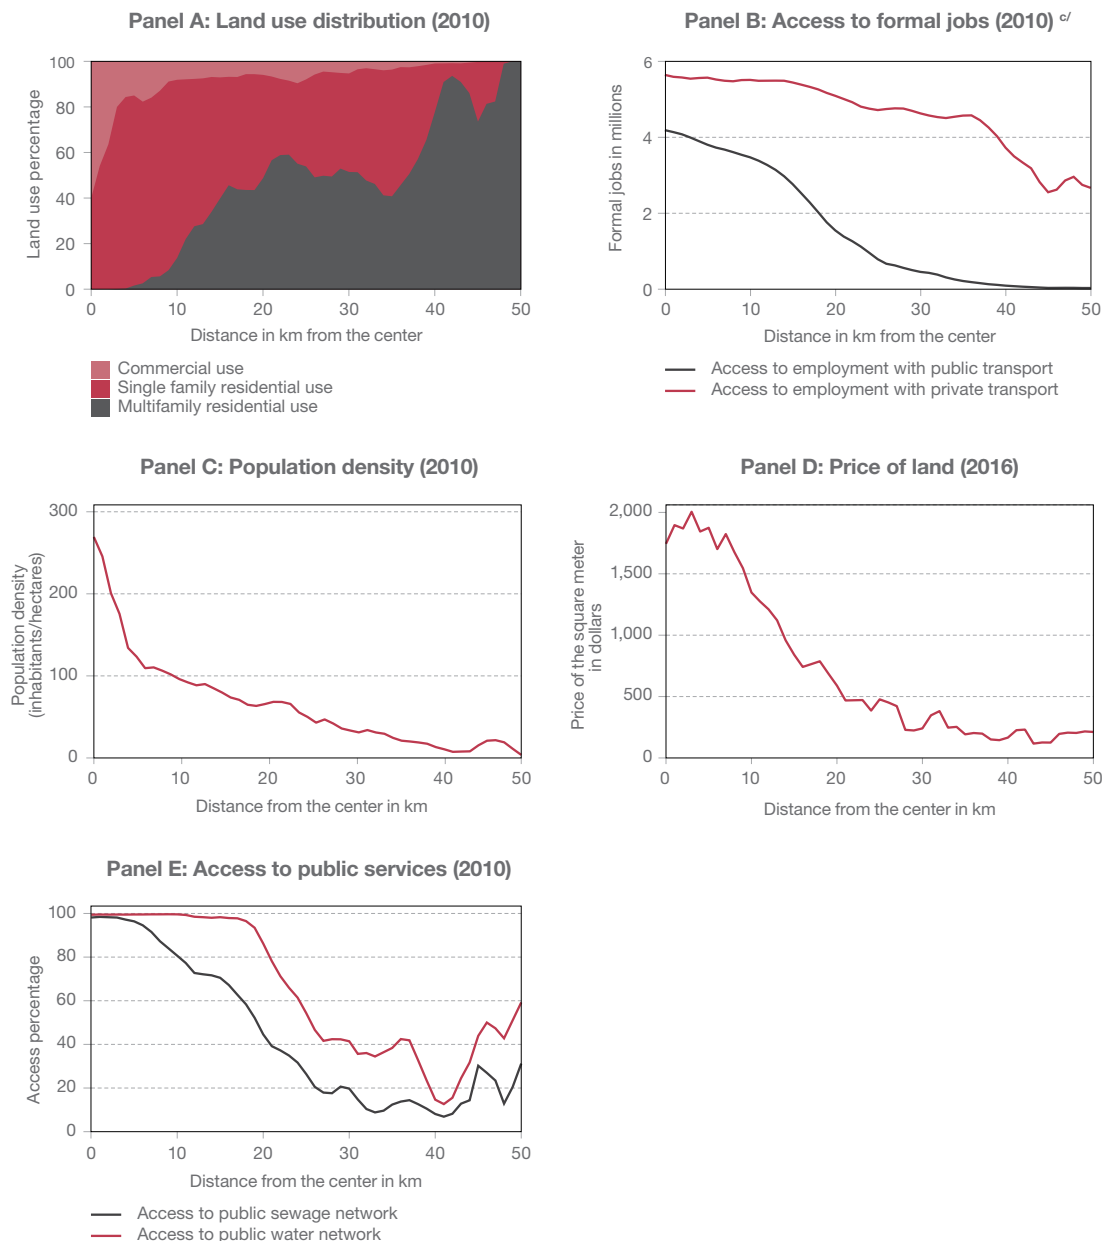 Panel A: Land use distribution (2010)
Land use percentage
100
80
60
40
20
0
0 10 20 30 40 50
Distance in km from the center
Commercial use
Single family residential use
Multifamily residential use
Panel B: Access to formal jobs (2010) c/
Formal jobs in millions
6
4
2
0
0 10 20 30 40 50
Distance in km from the center
Access to employment with public transport
Access to employment with private transport
Panel C: Population density (2010)
Population density
(inhabitants/hectares)
300
200
100
0
0 10 20 30 40 50
Distance from the center in km
Panel D: Price of land (2016)
Price of the square meter
in dollars
2,000
1,500
1,000
500
0
0 10 20 30 40 50
Distance from the center in km
Panel E: Access to public services (2010)
Access percentage
100
80
60
40
20
0
0 10 20 30 40 50
Distance in km from the center
Access to public sewage network
Access to public water network